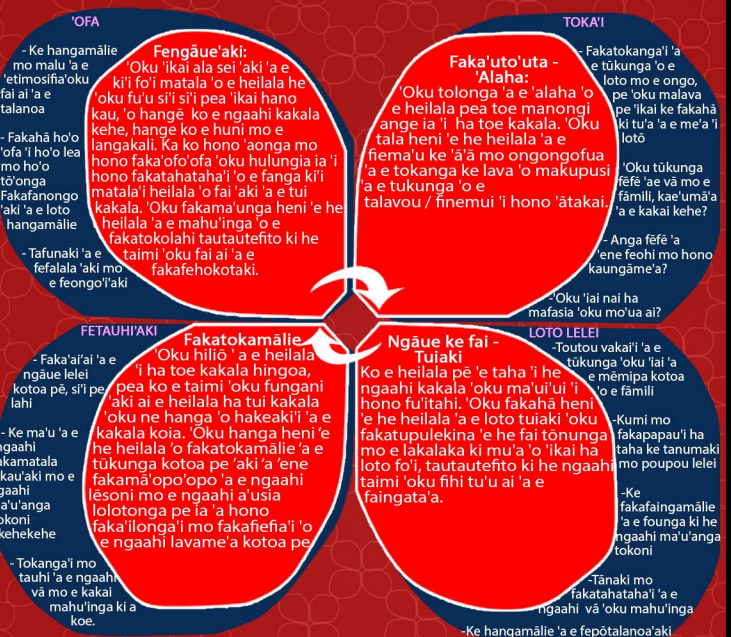 'OFA
- Ke hangamālie
mo malu 'a e
'etimosifia'oku
fai ai 'a e
talanoa
- Fakahā ho'o
'ofa 'i ho'o lea
mo ho'o
tō'onga
Fakafanongo
'aki 'a e loto
hangamālie
- Tafunaki 'a e
fefalala 'aki mo
e feongo'i'aki
Fengāue'aki:
'Oku 'ikai ala sei 'aki 'a e
ki'i fo'i matala 'o e heilala he
'oku fu'u si'i si'i pea 'ikai hano
kau, 'o hangē ko e ngaahi kakala
kehe, hange ko e huni mo e
langakali. Ka ko hono 'aonga mo
hono faka'ofo'ofa 'oku hulungia ia 'i
hono fakatahataha'i 'o e fanga ki'i
matala'i heilala 'o fai 'aki 'a e tui
kakala. 'Oku fakama'unga heni 'e he
heilala 'a e mahu'inga 'o e
fakatokolahi tautautefito ki he
taimi 'oku fai ai 'a e
fakafehokotaki.
TOKA'I
Faka'uto'uta -
'Alaha:
'Oku tolonga 'a e 'alaha 'o
e heilala pea toe manongi
ange ia 'i ha toe kakala. 'Oku
tala heni 'e he heilala 'a e
fiema'u ke 'ā'ā mo ongongofua
'a e tokanga ke lava 'o makupusi
'a e tukunga 'o e
talavou / finemui 'i hono 'ātakai.
- Fakatokanga'i 'a
e tūkunga 'o e
loto mo e ongo,
pe 'oku malava
pe 'ikai ke fakahā
ki tu'a 'a e me'a 'i
lotō
- 'Oku tūkunga
fēfē 'ae vā mo e
fāmili, kae'umā'a
'a e kakai kehe?
- Anga fēfē 'a
'ene feohi mo hono
kaungāme'a?
-'Oku 'iai nai ha
mafasia 'oku mo'ua ai?
FETAUHI'AKI
- Faka'ai'ai 'a e
ngāue lelei
kotoa pē, si'i pe
lahi
- Ke ma'u 'a e
ngaahi
kau'aki mo e
kehekehe
- Tokanga'i mo
tauhi 'a e ngaahi
vā mo e kakai
mahu'inga ki a
koe.
Fakatokamālie
'Oku hiliō ' a e heilala
'i ha toe kakala hingoa,
pea ko e taimi 'oku fungani
'aki ai e heilala ha tui kakala
'oku ne hanga 'o hakeaki'i 'a e
kakala koia. 'Oku hanga heni 'e
he heilala 'o fakatokamālie 'a e
tūkunga kotoa pe 'aki 'a 'ene
fakamā'opo'opo 'a e ngaahi
lēsoni mo e ngaahi a'usia
lolotonga pe ia 'a hono
faka'ilonga'i mo fakafiefia'i 'o
e ngaahi lavame'a kotoa pe
LOTO LELEI
Ngāue ke fai -
Tuiaki
Ko e heilala pē 'e taha 'i he
ngaahi kakala 'oku ma'ui'ui 'i
hono fu'itahi. 'Oku fakahā heni
'e he heilala 'a e loto tuiaki 'oku
fakatupulekina 'e he fai tōnunga
mo e lakalaka ki mu'a 'o 'ikai ha
loto fo'i, tautautefito ki he ngaahi
taimi 'oku fihi tu'u ai 'a e
faingata'a.
-Toutou vakai'i 'a e
tūkunga 'oku 'iai 'a
e mēmipa kotoa
'o e fāmili
-Kumi mo
fakapapau'i ha
taha ke tanumaki
mo poupou lelei
-Ke
fakafaingamālie
'a e founga ki he
ngaahi ma'u'anga
tokoni
-Tānaki mo
fakatahataha'i 'a e
ngaahi vā 'oku mahu'inga
-Ke hangamālie 'a e fepōtalanoa'aki